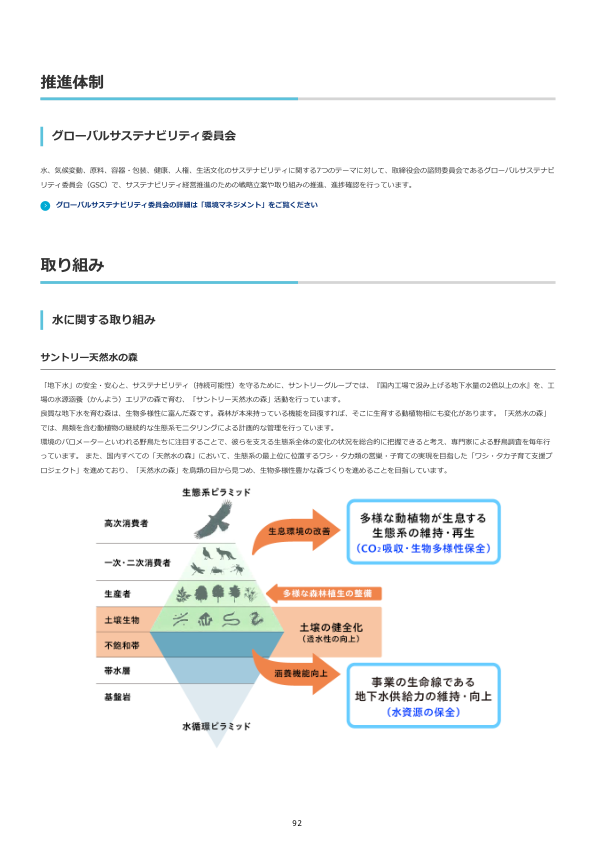 推進体制
グローバルサステナビリティ委員会
水、気候変動、原料、容器・包装、健康、人権、生活文化のサステナビリティに関する7つのテーマに対して、取締役会の諮問委員会であるグローバルサステナビ
リティ委員会（GSC）で、サステナビリティ経営推進のための戦略立案や取り組みの推進、進捗確認を行っています。
グローバルサステナビリティ委員会の詳細は「環境マネジメント」をご覧ください
取り組み
水に関する取り組み
サントリー天然水の森
「地下水」の安全・安心と、サステナビリティ（持続可能性）を守るために、サントリーグループでは、『国内工場で汲み上げる地下水量の2倍以上の水』を、工
場の水源涵養（かんよう）エリアの森で育む、「サントリー天然水の森」活動を行っています。
良質な地下水を育む森は、生物多様性に富んだ森です。森林が本来持っている機能を回復すれば、そこに生育する動植物相にも変化があります。「天然水の森」
では、鳥類を含む動植物の継続的な生態系モニタリングによる計画的な管理を行っています。
環境のバロメーターといわれる野鳥たちに注目することで、彼らを支える生態系全体の変化の状況を総合的に把握できると考え、専門家による野鳥調査を毎年行
っています。 また、国内すべての「天然水の森」において、生態系の最上位に位置するワシ・タカ類の営巣・子育ての実現を目指した「ワシ・タカ子育て支援プ
ロジェクト」を進めており、「天然水の森」を鳥類の目から見つめ、生物多様性豊かな森づくりを進めることを目指しています。
生態系ピラミッド
高次消費者
一次・二次消費者
生産者
土壌生物
不飽和帯
帯水層
基盤岩
水循環ピラミッド
生息環境の改善
多様な動植物が生息する
生態系の維持・再生
（CO2吸収・生物多様性保全）
多様な森林植生の整備
土壌の健全化
（透水性の向上）
涵養機能向上
事業の生命線である
地下水供給力の維持・向上
（水資源の保全）
92